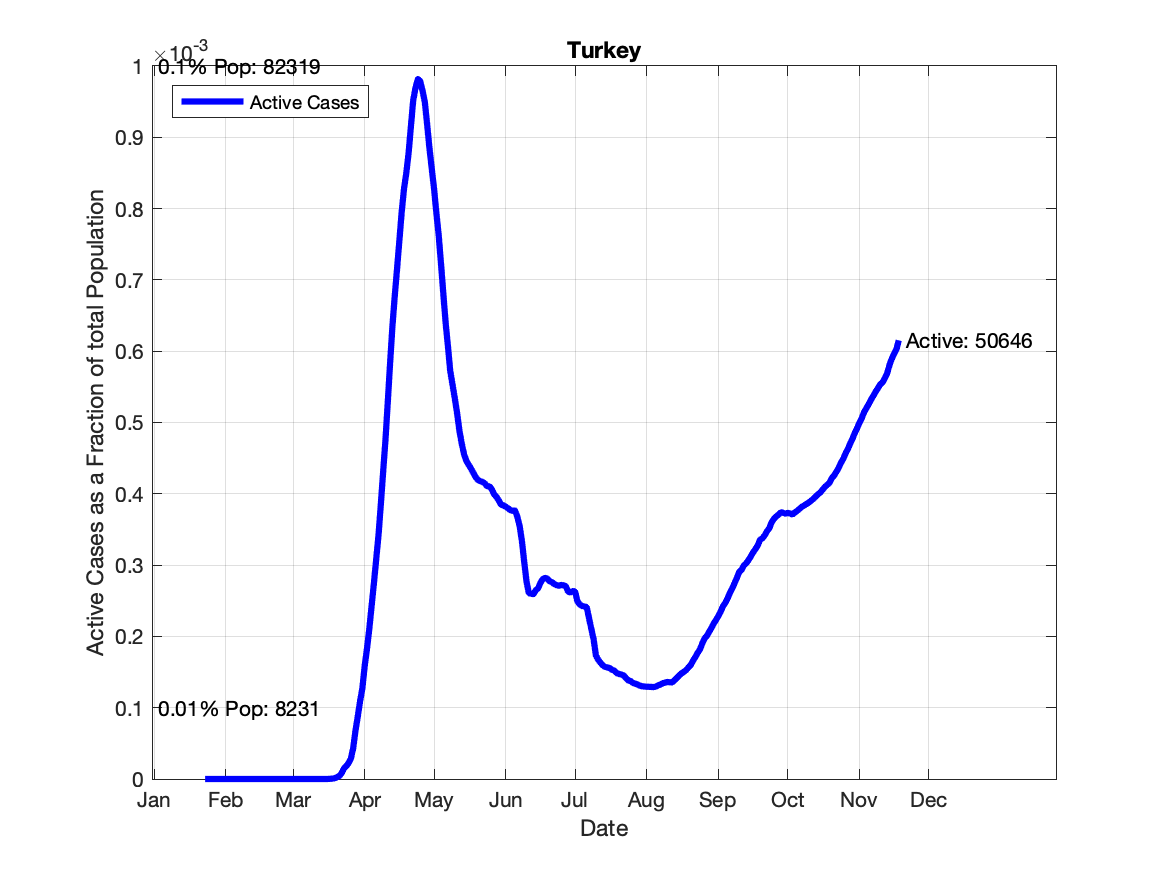 Turkey
×10-3
0.1% Pop: 82319
Active Cases
1
0.9
0.8
0.7
0.6
0.5
0.4
0.3
0.2
0.1
0
Active Cases as a Fraction of total Population
Active: 50646
0.01% Pop: 8231
Jan Feb Mar Apr May Jun Jul Aug Sep Oct Nov Dec
Date